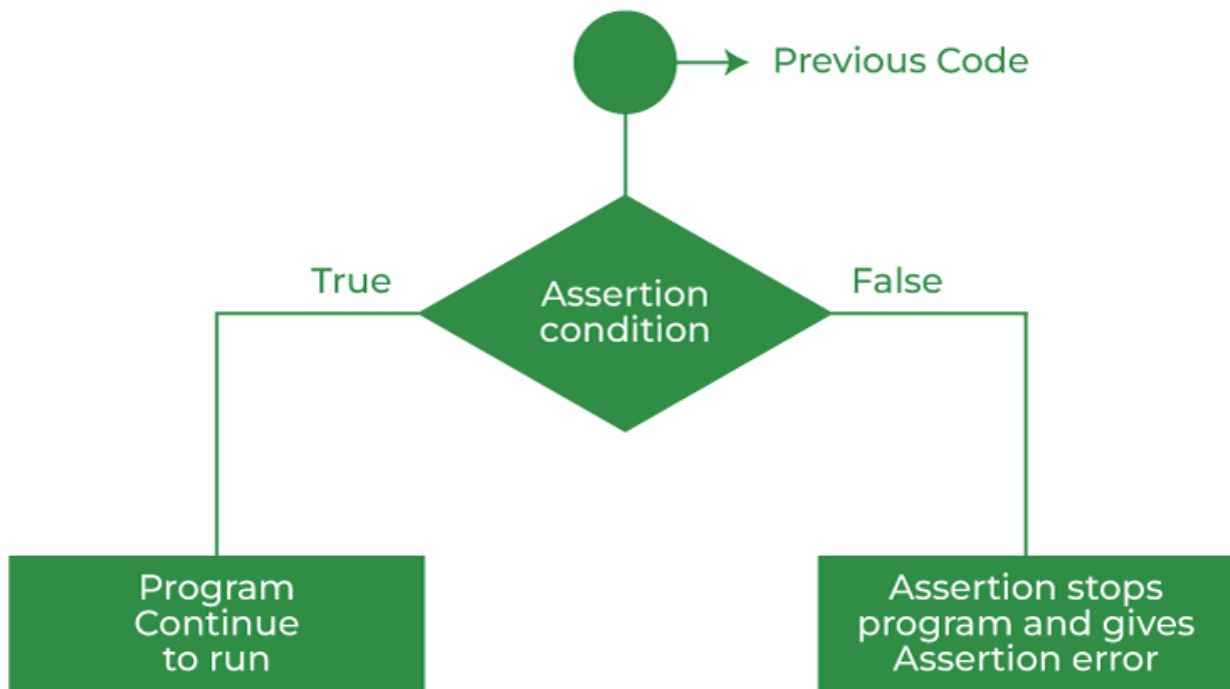 Previous Code
True
False
Assertion
condition
Program
Continue
to run
Assertion stops
program and gives
Assertion error